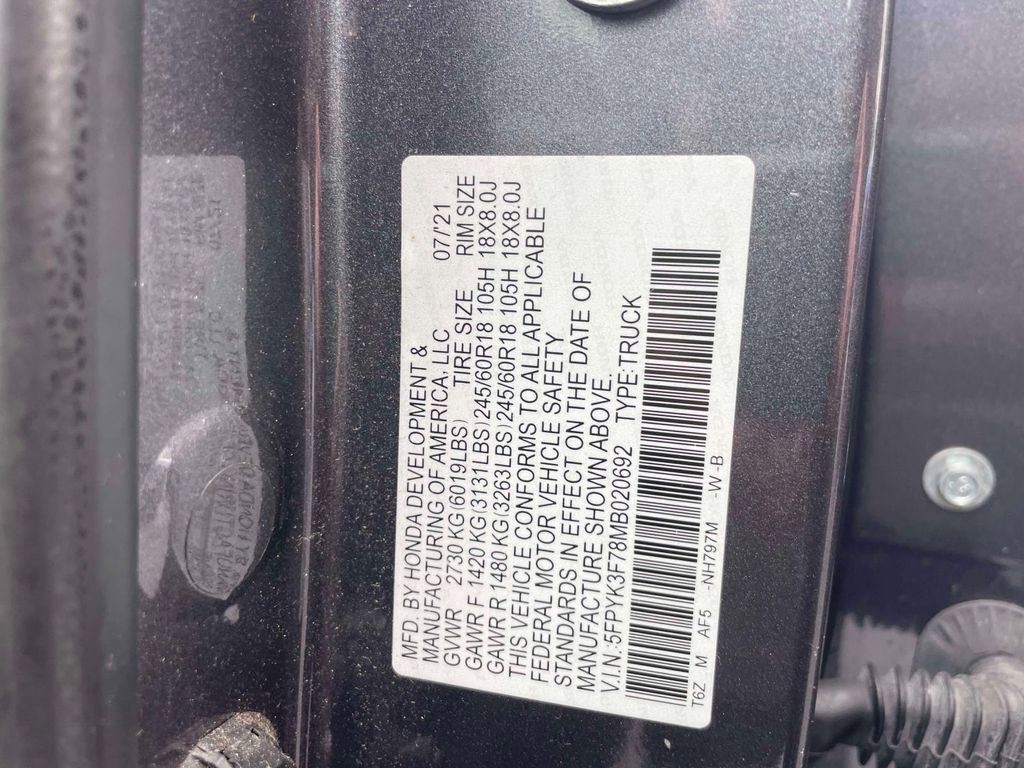 MFD. BY HONDA DEVELOPMENT &
MANUFACTURING OF AMERICA, LLC 07/'21
GVWR 2730 KG(6019LBS) TIRE SIZE RIM SIZE
GAWR F 1420 KG(3131LBS)245/60R18 105H 18X8.0J
GAWR R 1480 KG(3263LBS)245/60R18 105H 18X8.0J
THIS VEHICLE CONFORMS TO ALL APPLICABLE
FEDERAL MOTOR VEHICLE SAFETY
STANDARDS IN EFFECT ON THE DATE OF
MANUFACTURE SHOWN ABOVE.
V.I.N.:5FPYK3F78MB020692 TYPE:TRUCK
T6Z M AF5 -NH797M -W -B